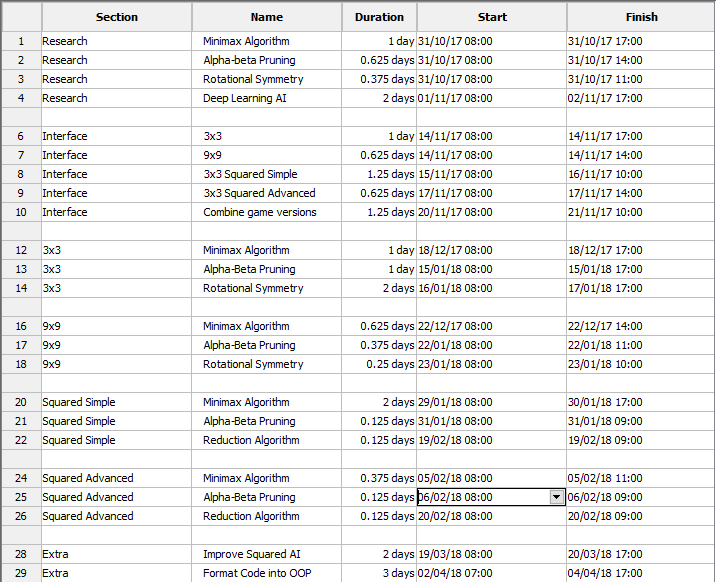 Section Name Duration Start Finish
1 Research Minimax Algorithm 1 day 31/10/17 08:00 31/10/17 17:00
2 Research Alpha-beta Pruning 0.625 days 31/10/17 08:00 31/10/17 14:00
3 Research Rotational Symmetry 0.375 days 31/10/17 08:00 31/10/17 11:00
4 Research Deep Learning AI 2 days 01/11/17 08:00 02/11/17 17:00
6 Interface 3x3 1 day 14/11/17 08:00 14/11/17 17:00
7 Interface 9x9 0.625 days 14/11/17 08:00 14/11/17 14:00
8 Interface 3x3 Squared Simple 1.25 days 15/11/17 08:00 16/11/17 10:00
9 Interface 3x3 Squared Advanced 0.625 days 17/11/17 08:00 17/11/17 14:00
10 Interface Combine game versions 1.25 days 20/11/17 08:00 21/11/17 10:00
12 3x3 Minimax Algorithm 1 day 18/12/17 08:00 18/12/17 17:00
13 3x3 Alpha-Beta Pruning 1 day 15/01/18 08:00 15/01/18 17:00
14 3x3 Rotational Symmetry 2 days 16/01/18 08:00 17/01/18 17:00
16 9x9 Minimax Algorithm 0.625 days 22/12/17 08:00 22/12/17 14:00
17 9x9 Alpha-Beta Pruning 0.375 days 22/01/18 08:00 22/01/18 11:00
18 9x9 Rotational Symmetry 0.25 days 23/01/18 08:00 23/01/18 10:00
20 Squared Simple Minimax Algorithm 2 days 29/01/18 08:00 30/01/18 17:00
21 Squared Simple Alpha-Beta Pruning 0.125 days 31/01/18 08:00 31/01/18 09:00
22 Squared Simple Reduction Algorithm 0.125 days 19/02/18 08:00 19/02/18 09:00
24 Squared Advanced Minimax Algorithm 0.375 days 05/02/18 08:00 05/02/18 11:00
25 Squared Advanced Alpha-Beta Pruning 0.125 days 06/02/18 08:00 06/02/18 09:00
26 Squared Advanced Reduction Algorithm 0.125 days 20/02/18 08:00 20/02/18 09:00
28 Extra Improve Squared AI 2 days 19/03/18 08:00 20/03/18 17:00
29 Extra Format Code into OOP 3 days 02/04/18 07:00 04/04/18 17:00